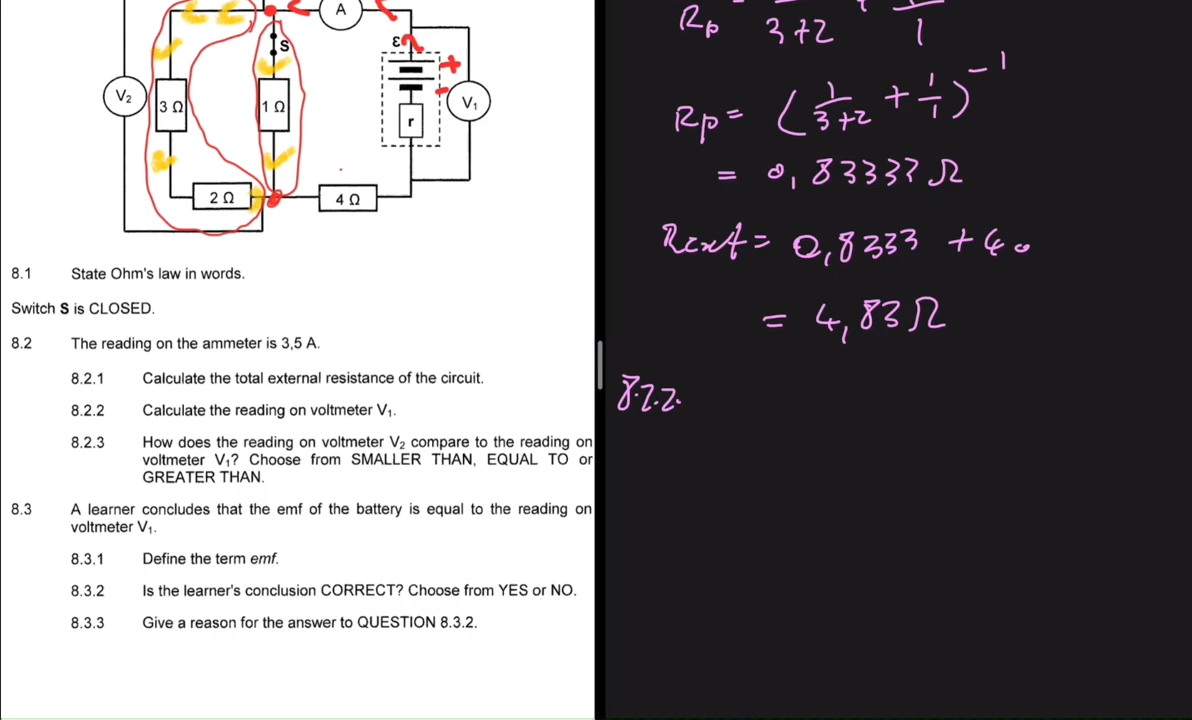 A
S
ε
+
-
V2
3 Ω
1 Ω
V1
r
2 Ω
4 Ω
8.1 State Ohm's law in words.
Switch S is CLOSED.
8.2 The reading on the ammeter is 3,5 A.
8.2.1 Calculate the total external resistance of the circuit.
8.2.2 Calculate the reading on voltmeter V1.
8.2.3 How does the reading on voltmeter V2 compare to the reading on
voltmeter V1? Choose from SMALLER THAN, EQUAL TO or
GREATER THAN.
8.3 A learner concludes that the emf of the battery is equal to the reading on
voltmeter V1.
8.3.1 Define the term emf.
8.3.2 Is the learner's conclusion CORRECT? Choose from YES or NO.
8.3.3 Give a reason for the answer to QUESTION 8.3.2.
Rp 3+2 1
Rp = (1/3+2 + 1/1)^-1
= 0,83333 Ω
Rext = 0,8333 + 4
= 4,83 Ω
8.2.2.